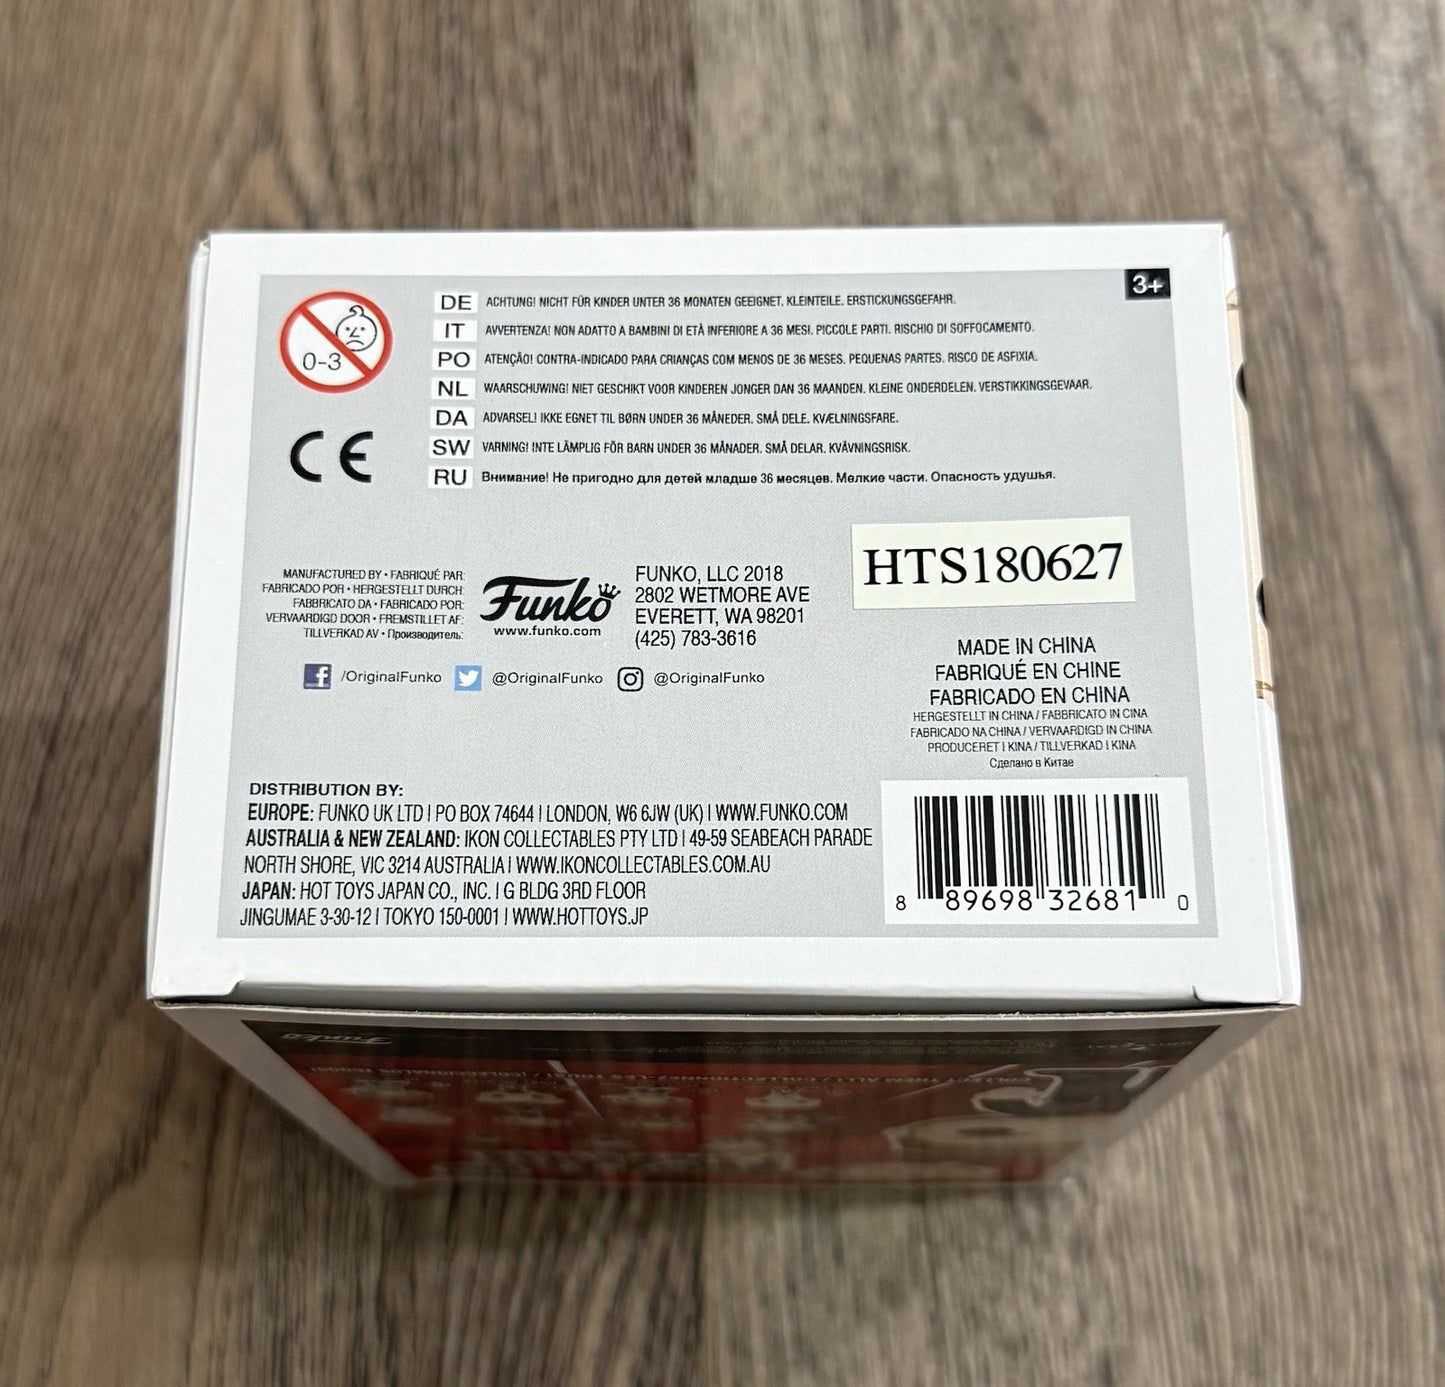 3+
0-3
DE ACHTUNG! NICHT FÜR KINDER UNTER 36 MONATEN GEEIGNET. KLEINTEILE. ERSTICKUNGSGEFAHR.
IT AVVERTENZA! NON ADATTO A BAMBINI DI ETÀ INFERIORE A 36 MESI. PICCOLE PARTI. RISCHIO DI SOFFOCAMENTO.
PO ATENÇÃO! CONTRA-INDICADO PARA CRIANÇAS COM MENOS DE 36 MESES. PEQUENAS PARTES. RISCO DE ASFIXIA.
NL WAARSCHUWING! NIET GESCHIKT VOOR KINDEREN JONGER DAN 36 MAANDEN. KLEINE ONDERDELEN. VERSTIKKINGSGEVAAR.
DA ADVARSEL! IKKE EGNET TIL BØRN UNDER 36 MÅNEDER. SMÅ DELE. KVÆLNINGSFARE.
SW VARNING! INTE LÄMPLIG FÖR BARN UNDER 36 MÅNADER. SMÅ DELAR. KVÄVNINGSRISK.
RU Внимание! Не пригодно для детей младше 36 месяцев. Мелкие части. Опасность удушья.
CE
MANUFACTURED BY • FABRIQUÉ PAR:
FABRICADO POR • HERGESTELLT DURCH:
FABBRICATO DA • FABRICADO POR:
VERVAARDIGD DOOR • FREMSTILLET AF:
TILLVERKAD AV • Производитель:
Funko
www.funko.com
FUNKO, LLC 2018
2802 WETMORE AVE
EVERETT, WA 98201
(425) 783-3616
HTS180627
f /OriginalFunko @OriginalFunko @OriginalFunko
MADE IN CHINA
FABRIQUÉ EN CHINE
FABRICADO EN CHINA
HERGESTELLT IN CHINA / FABBRICATO IN CINA
FABRICADO NA CHINA / VERVAARDIGD IN CHINA
PRODUCERET I KINA / TILLVERKAD I KINA
Сделано в Китае
DISTRIBUTION BY:
EUROPE: FUNKO UK LTD | PO BOX 74644 | LONDON, W6 6JW (UK) | WWW.FUNKO.COM
AUSTRALIA & NEW ZEALAND: IKON COLLECTABLES PTY LTD | 49-59 SEABEACH PARADE
NORTH SHORE, VIC 3214 AUSTRALIA | WWW.IKONCOLLECTABLES.COM.AU
JAPAN: HOT TOYS JAPAN CO., INC. | G BLDG 3RD FLOOR
JINGUMAE 3-30-12 | TOKYO 150-0001 | WWW.HOTTOYS.JP
8 89698 32681 0
Funko